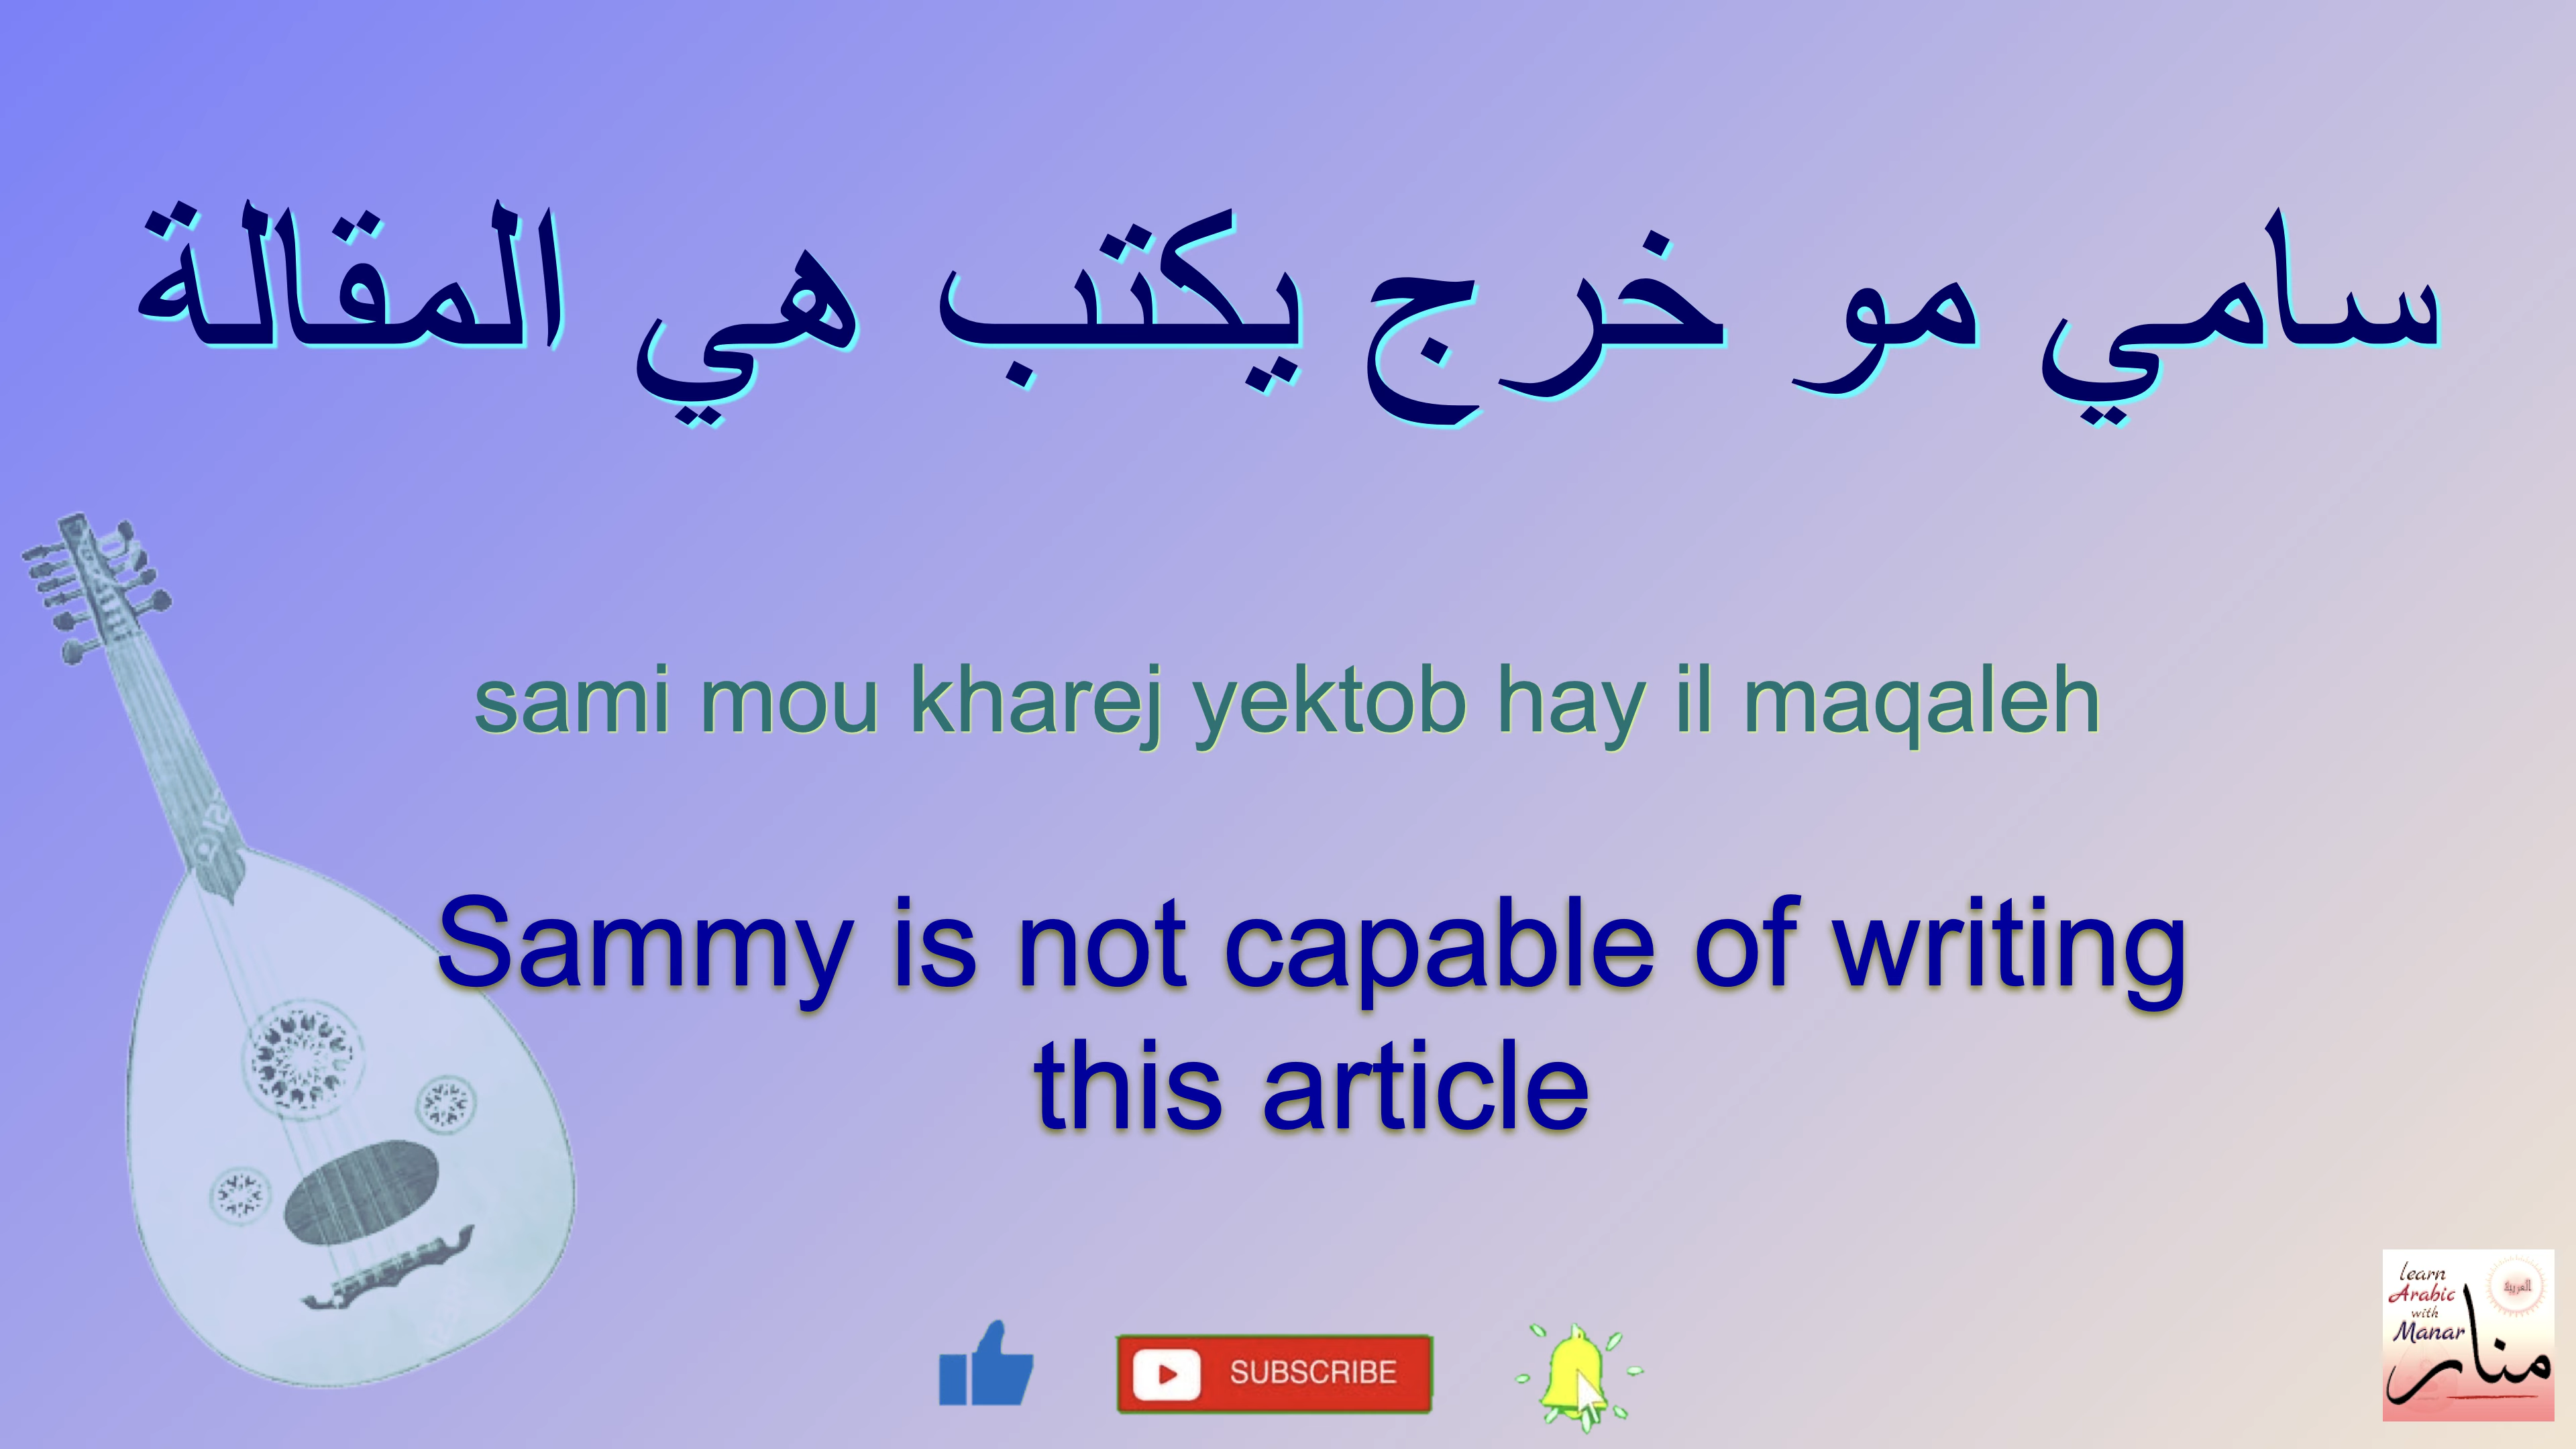 سامي مو خرج يكتب هي المقالة
sami mou kharej yektob hay il maqaleh
Sammy is not capable of writing
this article
SUBSCRIBE
learn
Arabic
with
Manar
العربية
منار